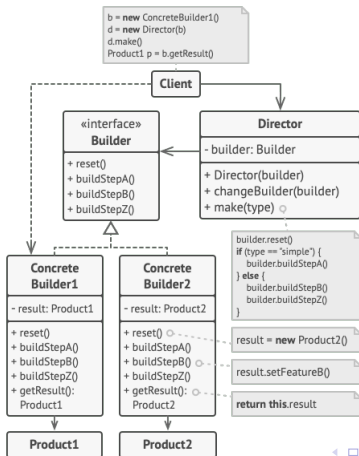 b = new ConcreteBuilder1()
d = new Director(b)
d.make()
Product1 p = b.getResult()
Client
«interface»
Builder
+ reset()
+ buildStepA()
+ buildStepB()
+ buildStepZ()
Director
- builder: Builder
+ Director(builder)
+ changeBuilder(builder)
+ make(type)
builder.reset()
if (type == "simple") {
builder.buildStepA()
} else {
builder.buildStepB()
builder.buildStepZ()
}
Concrete
Builder1
- result: Product1
+ reset()
+ buildStepA()
+ buildStepB()
+ buildStepZ()
+ getResult():
Product1
Concrete
Builder2
- result: Product2
+ reset()
+ buildStepA()
+ buildStepB()
+ buildStepZ()
+ getResult():
Product2
result = new Product2()
result.setFeatureB()
return this.result
Product1
Product2